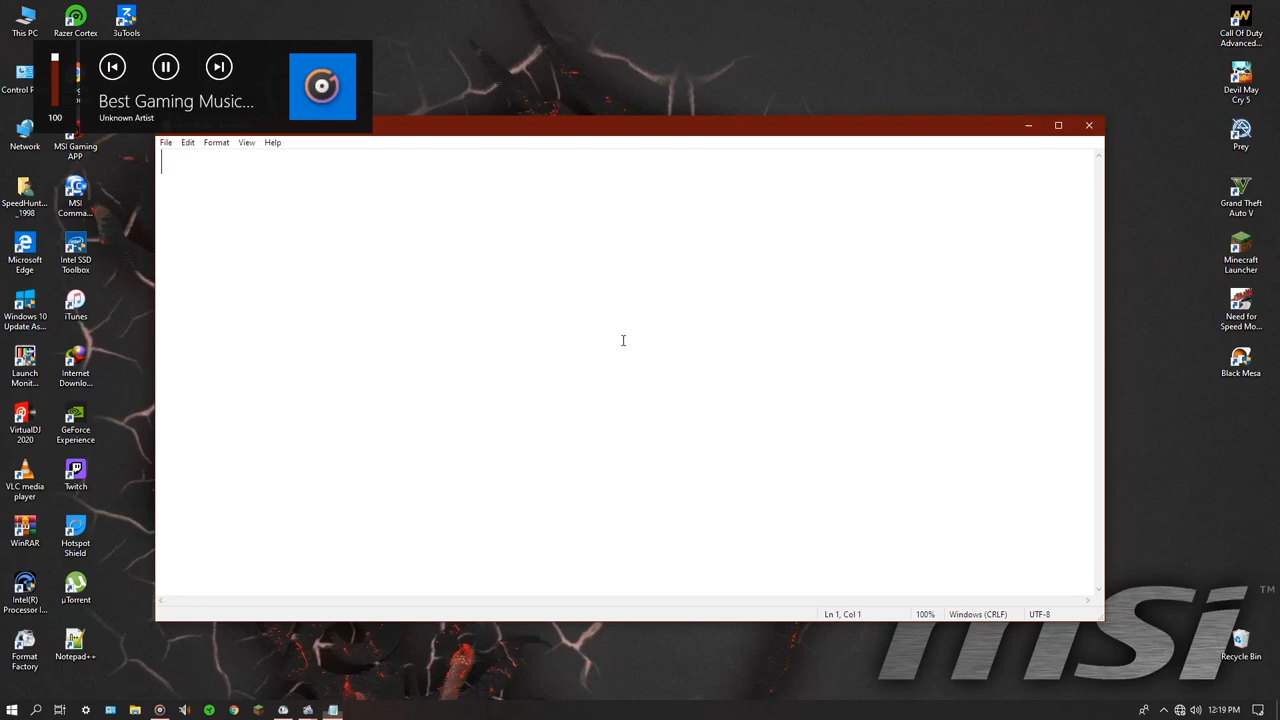 This PC
Razer Cortex
3uTools
Best Gaming Music...
Unknown Artist
100
Control P
Network
MSI Gaming
APP
SpeedHunt...
_1998
MSI
Comma...
Microsoft
Edge
Intel SSD
Toolbox
Windows 10
Update As...
iTunes
Launch
Monit...
Internet
Downlo...
VirtualDJ
2020
GeForce
Experience
VLC media
player
Twitch
WinRAR
Hotspot
Shield
Intel(R)
Processor I...
µTorrent
Format
Factory
Notepad++
File Edit Format View Help
Ln 1, Col 1 100% Windows (CRLF) UTF-8
Call Of Duty
Advanced...
Devil May
Cry 5
Prey
Grand Theft
Auto V
Minecraft
Launcher
Need for
Speed Mo...
Black Mesa
msi TM
Recycle Bin
12:19 PM